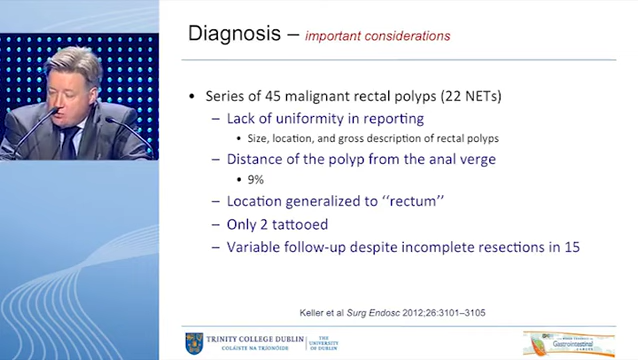 Diagnosis – important considerations
• Series of 45 malignant rectal polyps (22 NETs)
– Lack of uniformity in reporting
• Size, location, and gross description of rectal polyps
– Distance of the polyp from the anal verge
• 9%
– Location generalized to ‘‘rectum’’
– Only 2 tattooed
– Variable follow-up despite incomplete resections in 15
Keller et al Surg Endosc 2012;26:3101–3105
TRINITY COLLEGE DUBLIN
COLÁISTE NA TRÍONÓIDE
THE
UNIVERSITY
OF DUBLIN
Gastrointestinal